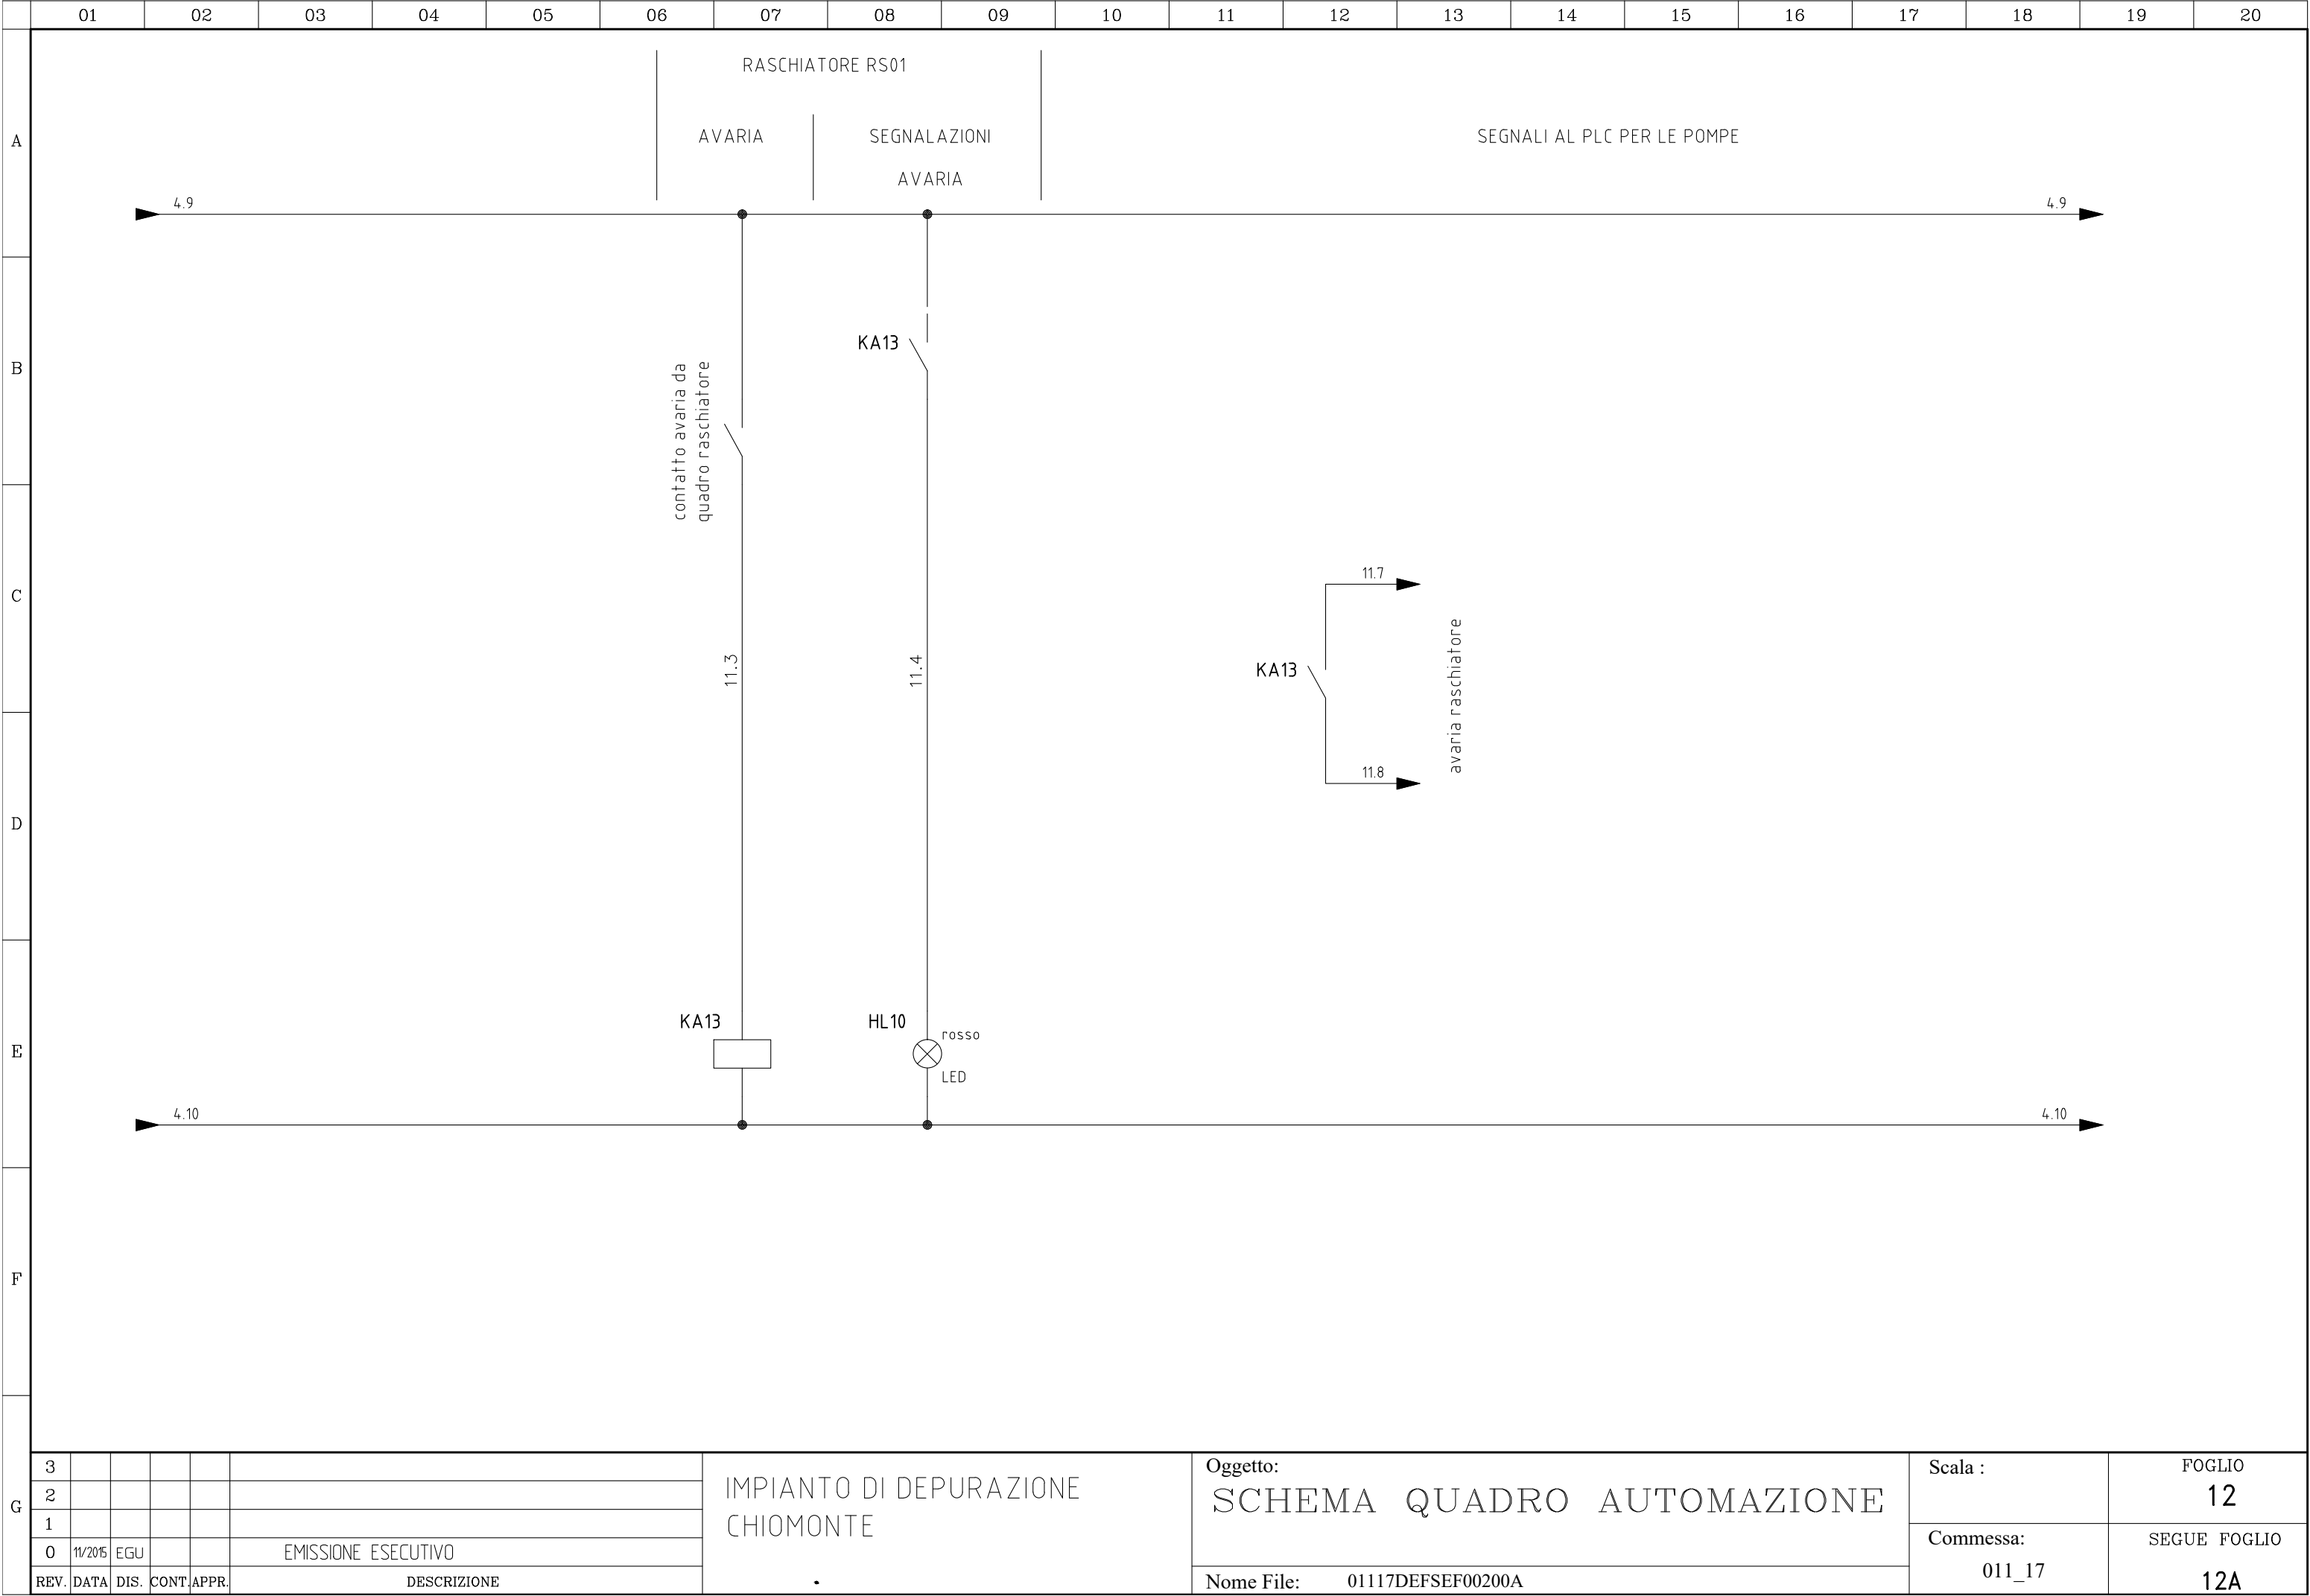 01 02 03 04 05 06 07 08 09 10 11 12 13 14 15 16 17 18 19 20
RASCHIATORE RS01
A
AVARIA
SEGNALAZIONI
AVARIA
SEGNALI AL PLC PER LE POMPE
4.9
4.9
B
KA13
contatto avaria da
quadro raschiatore
C
11.7
11.3
11.4
KA13
avaria raschiatore
11.8
D
E
KA13
HL10
rosso
LED
4.10
4.10
F
G
3
2
1
0 11/2015 EGU EMISSIONE ESECUTIVO
REV. DATA DIS. CONT. APPR. DESCRIZIONE
IMPIANTO DI DEPURAZIONE
CHIOMONTE
.
Oggetto:
SCHEMA QUADRO AUTOMAZIONE
Nome File: 01117DEFSEF00200A
Scala :
Commessa:
011_17
FOGLIO
12
SEGUE FOGLIO
12A